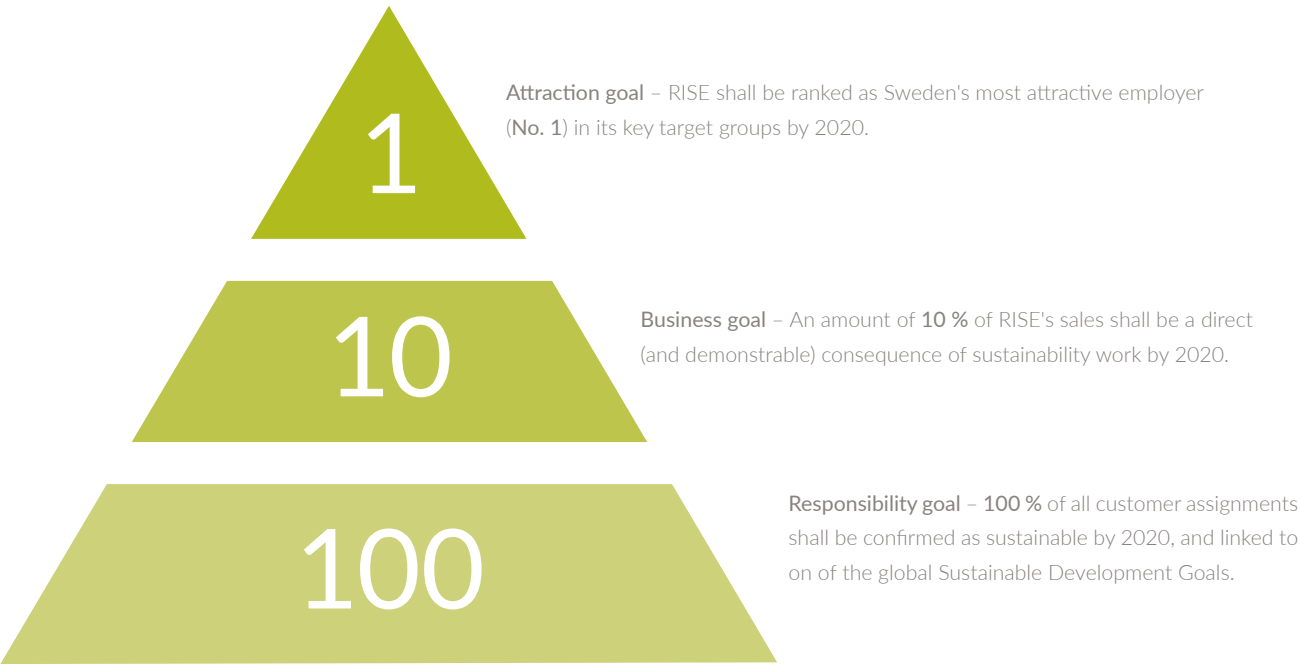 1
Attraction goal – RISE shall be ranked as Sweden's most attractive employer
(No. 1) in its key target groups by 2020.
10
Business goal – An amount of 10 % of RISE's sales shall be a direct
(and demonstrable) consequence of sustainability work by 2020.
100
Responsibility goal – 100 % of all customer assignments
shall be confirmed as sustainable by 2020, and linked to
on of the global Sustainable Development Goals.